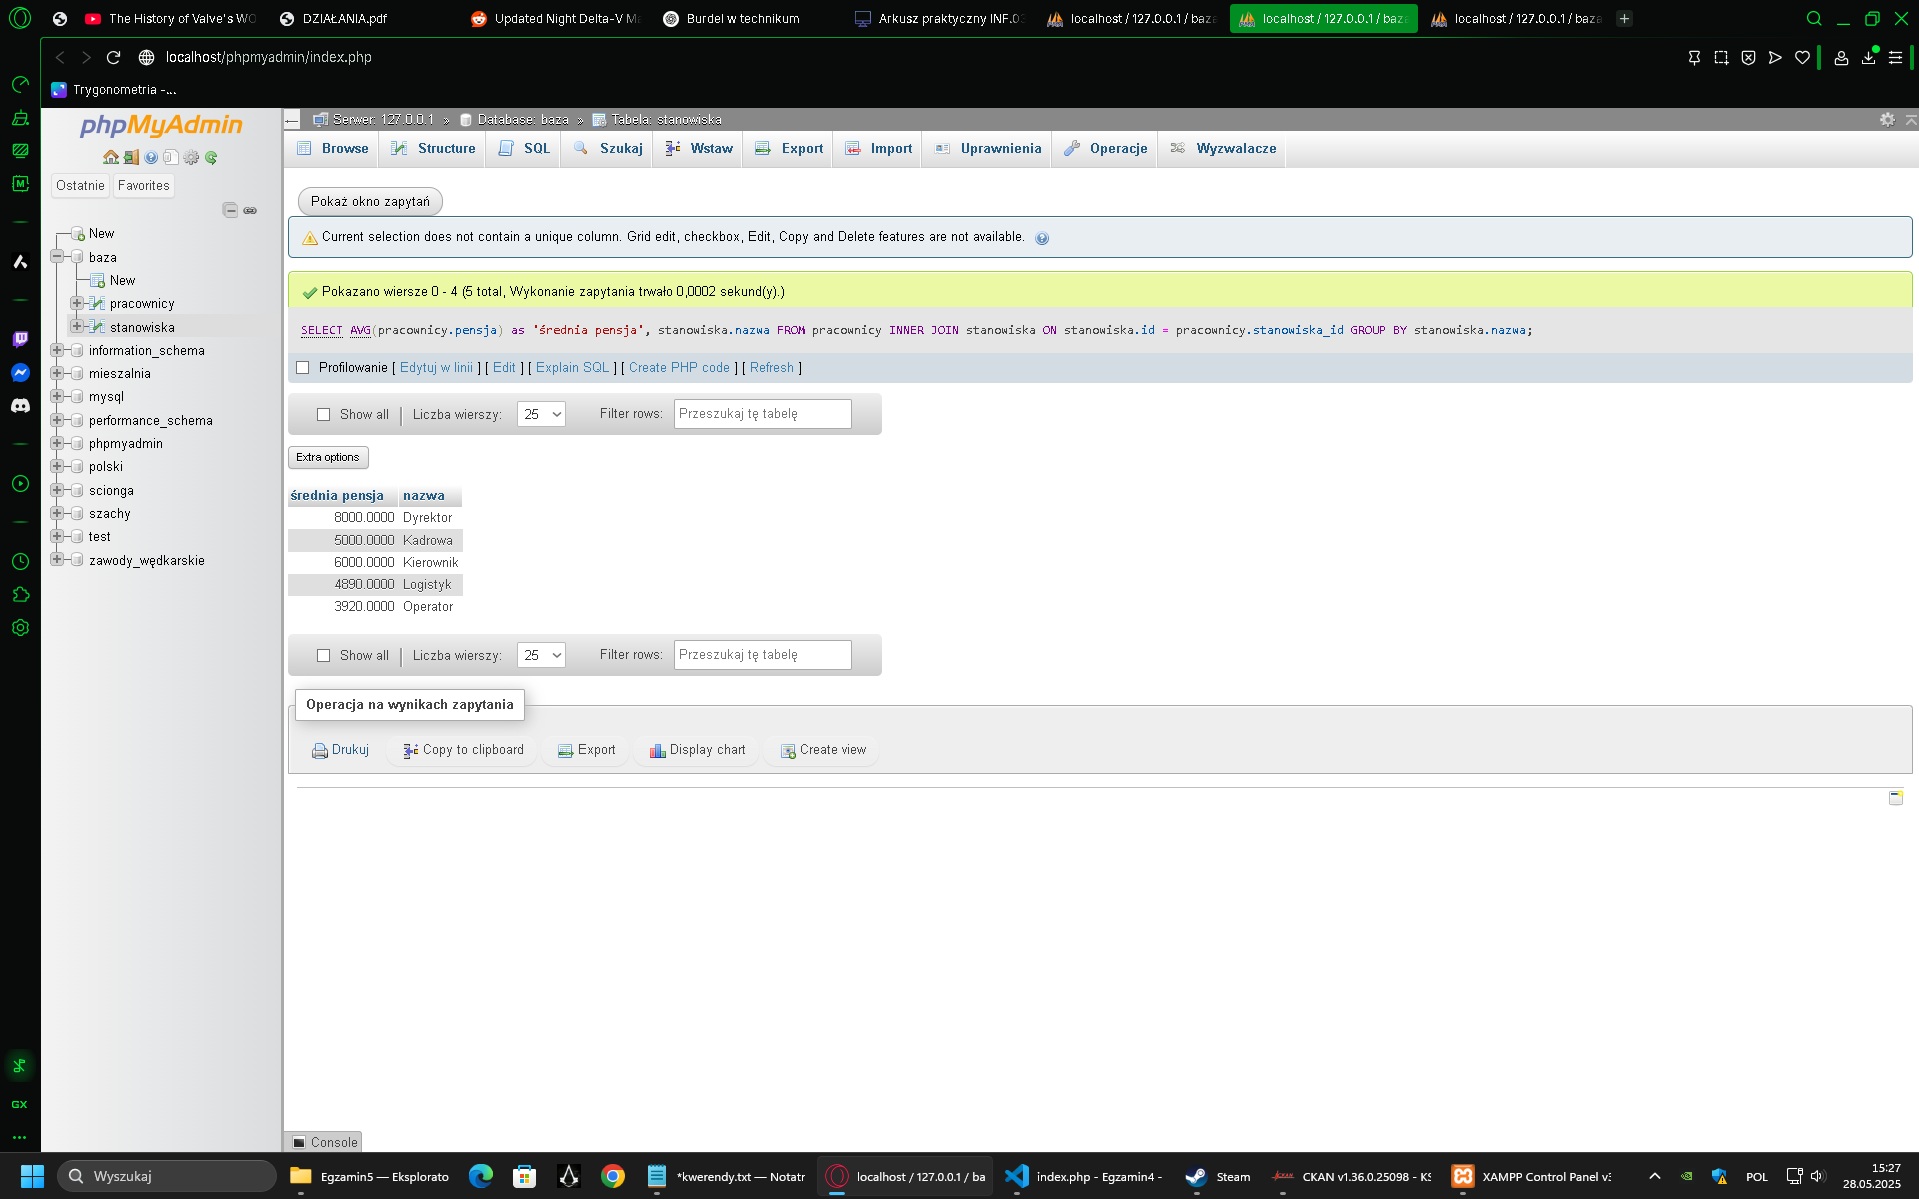 The History of Valve's WO
DZIAŁANIA.pdf
Updated Night Delta-V Ma
Burdel w technikum
Arkusz praktyczny INF.03
localhost / 127.0.0.1 / baza
localhost / 127.0.0.1 / baza
localhost / 127.0.0.1 / baza
localhost/phpmyadmin/index.php
Trygonometria -...
phpMyAdmin
Ostatnie Favorites
New
baza
New
pracownicy
stanowiska
information_schema
mieszalnia
mysql
performance_schema
phpmyadmin
polski
scionga
szachy
test
zawody_wędkarskie
GX
Serwer: 127.0.0.1 » Database: baza » Tabela: stanowiska
Browse Structure SQL Szukaj Wstaw Export Import Uprawnienia Operacje Wyzwalacze
Pokaż okno zapytań
Current selection does not contain a unique column. Grid edit, checkbox, Edit, Copy and Delete features are not available.
Pokazano wiersze 0 - 4 (5 total, Wykonanie zapytania trwało 0,0002 sekund(y).)
SELECT AVG(pracownicy.pensja) as 'średnia pensja', stanowiska.nazwa FROM pracownicy INNER JOIN stanowiska ON stanowiska.id = pracownicy.stanowiska_id GROUP BY stanowiska.nazwa;
Profilowanie [ Edytuj w linii ] [ Edit ] [ Explain SQL ] [ Create PHP code ] [ Refresh ]
Show all | Liczba wierszy: 25 Filter rows: Przeszukaj tę tabelę
Extra options
średnia pensja nazwa
8000.0000 Dyrektor
5000.0000 Kadrowa
6000.0000 Kierownik
4890.0000 Logistyk
3920.0000 Operator
Show all | Liczba wierszy: 25 Filter rows: Przeszukaj tę tabelę
Operacja na wynikach zapytania
Drukuj Copy to clipboard Export Display chart Create view
Console
Wyszukaj
Egzamin5 — Eksplorato
*kwerendy.txt — Notatr
localhost / 127.0.0.1 / ba
index.php - Egzamin4 -
Steam
CKAN v1.36.0.25098 - KS
XAMPP Control Panel v3
POL
15:27
28.05.2025